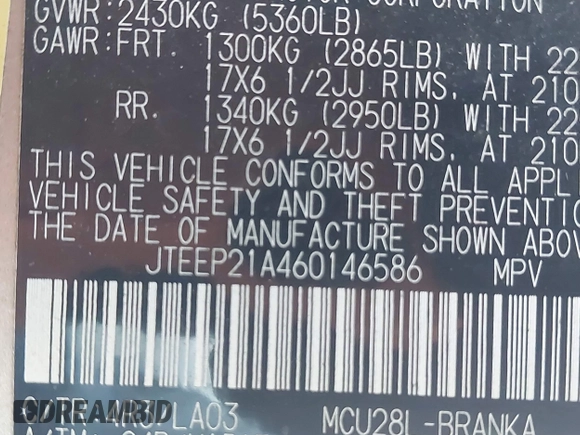 CORPORATION
GVWR:2430KG (5360LB)
GAWR:FRT. 1300KG (2865LB) WITH 22
17X6 1/2JJ RIMS, AT 210
RR. 1340KG (2950LB) WITH 22
17X6 1/2JJ RIMS, AT 210
THIS VEHICLE CONFORMS TO ALL APPL
VEHICLE SAFETY AND THEFT PREVENTIO
THE DATE OF MANUFACTURE SHOWN ABOV
JTEEP21A460146586 MPV
MCU28L-BRANKA
DREAMRID